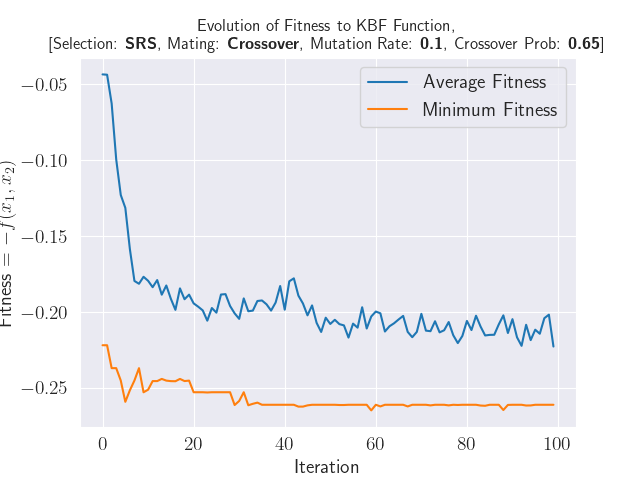 Evolution of Fitness to KBF Function,
[Selection: SRS, Mating: Crossover, Mutation Rate: 0.1, Crossover Prob: 0.65]
Average Fitness
Minimum Fitness
−0.05
−0.10
−0.15
−0.20
−0.25
Fitness = −f(x₁, x₂)
0 20 40 60 80 100
Iteration